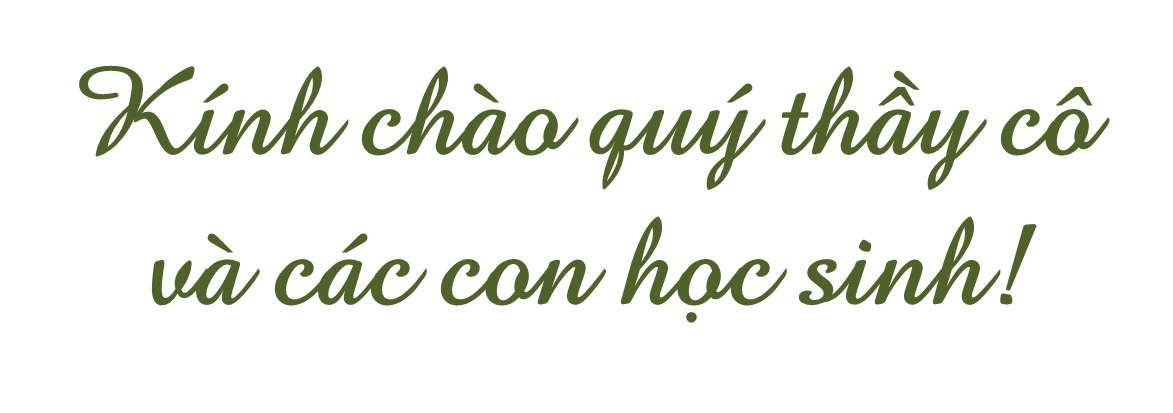 Kính chào quý thầy cô
và các con học sinh!